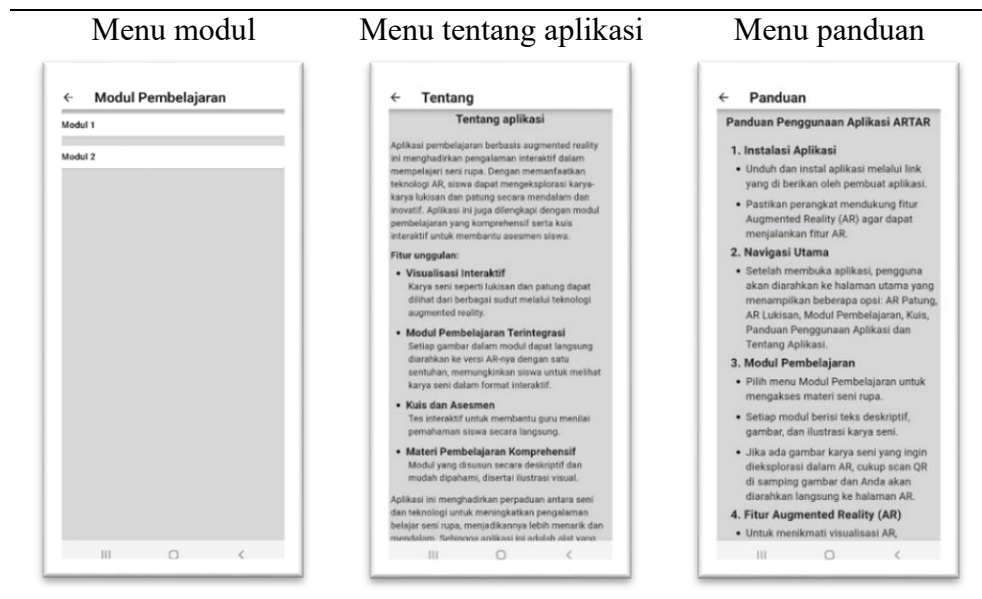 Menu modul
Menu tentang aplikasi
Menu panduan
Modul Pembelajaran
Modul 1
Modul 2
Tentang
Tentang aplikasi
Aplikasi pembelajaran berbasis augmented reality
ini menghadirkan pengalaman interaktif dalam
mempelajari seni rupa. Dengan memanfaatkan
teknologi AR, siswa dapat mengeksplorasi karya-
karya lukisan dan patung secara mendalam dan
inovatif. Aplikasi ini juga dilengkapi dengan modul
pembelajaran yang komprehensif serta kuis
interaktif untuk membantu asesmen siswa.
Fitur unggulan:
• Visualisasi Interaktif
Karya seni seperti lukisan dan patung dapat
dilihat dari berbagai sudut melalui teknologi
augmented reality.
• Modul Pembelajaran Terintegrasi
Setiap gambar dalam modul dapat langsung
diarahkan ke versi AR-nya dengan satu
sentuhan, memungkinkan siswa untuk melihat
karya seni dalam format interaktif.
• Kuis dan Asesmen
Tes interaktif untuk membantu guru menilai
pemahaman siswa secara langsung.
• Materi Pembelajaran Komprehensif
Modul yang disusun secara deskriptif dan
mudah dipahami, disertai ilustrasi visual.
Aplikasi ini menghadirkan perpaduan antara seni
dan teknologi untuk meningkatkan pengalaman
belajar seni rupa, menjadikannya lebih menarik dan
mendalam. Sehingga aplikasi ini adalah alat yang
Panduan
Panduan Penggunaan Aplikasi ARTAR
1. Instalasi Aplikasi
• Unduh dan instal aplikasi melalui link
yang di berikan oleh pembuat aplikasi.
• Pastikan perangkat mendukung fitur
Augmented Reality (AR) agar dapat
menjalankan fitur AR.
2. Navigasi Utama
• Setelah membuka aplikasi, pengguna
akan diarahkan ke halaman utama yang
menampilkan beberapa opsi: AR Patung,
AR Lukisan, Modul Pembelajaran, Kuis,
Panduan Penggunaan Aplikasi dan
Tentang Aplikasi.
3. Modul Pembelajaran
• Pilih menu Modul Pembelajaran untuk
mengakses materi seni rupa.
• Setiap modul berisi teks deskriptif,
gambar, dan ilustrasi karya seni.
• Jika ada gambar karya seni yang ingin
dieksplorasi dalam AR, cukup scan QR
di samping gambar dan Anda akan
diarahkan langsung ke halaman AR.
4. Fitur Augmented Reality (AR)
• Untuk menikmati visualisasi AR,